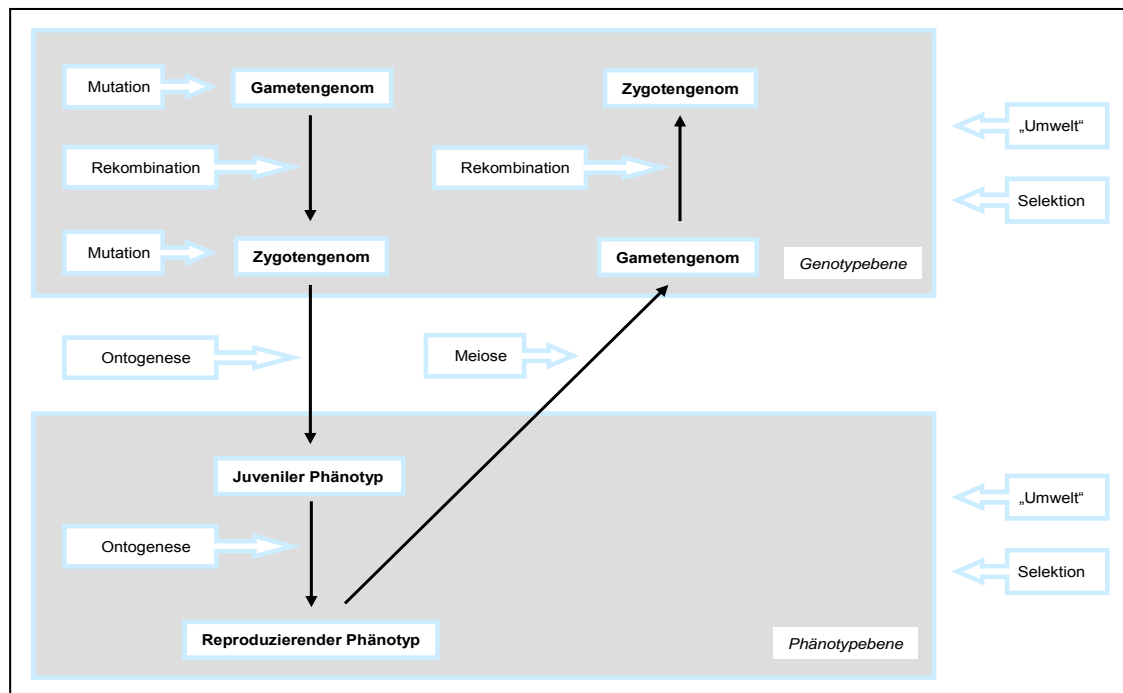 Mutation
Gametengenom
Zygotengenom
„Umwelt“
Rekombination
Rekombination
Selektion
Mutation
Zygotengenom
Gametengenom
Genotypebene
Ontogenese
Meiose
Juveniler Phänotyp
„Umwelt“
Ontogenese
Selektion
Reproduzierender Phänotyp
Phänotypebene